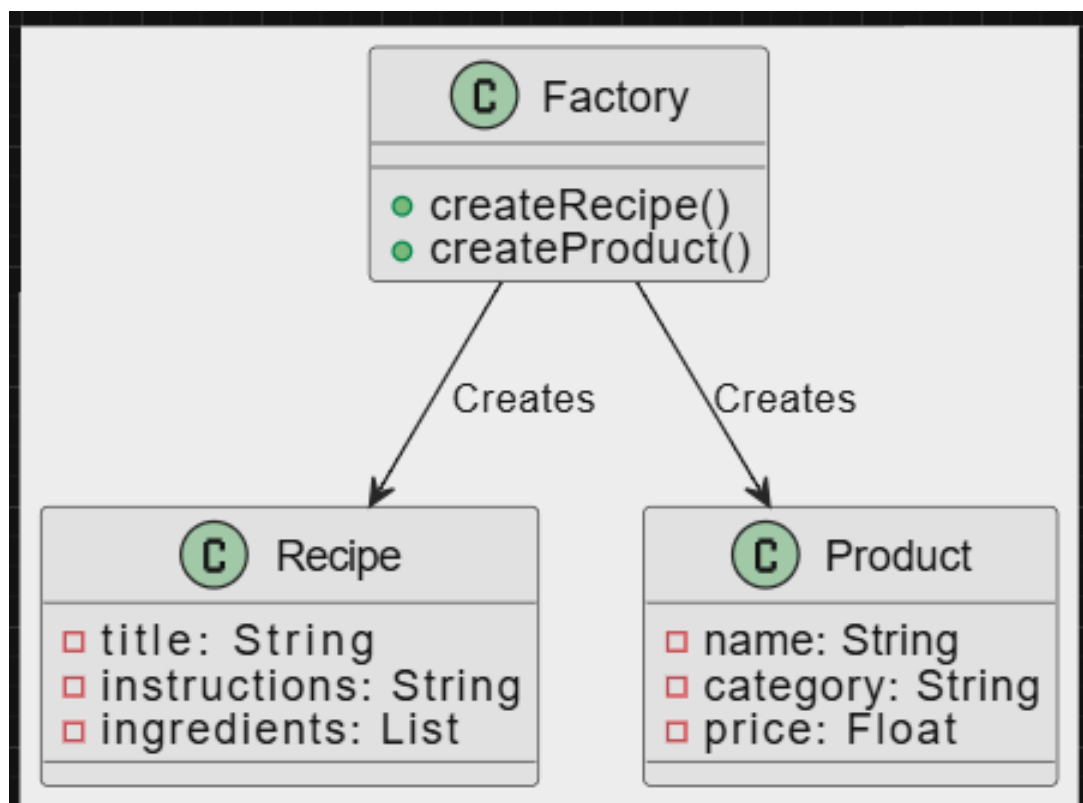 C Factory
createRecipe()
createProduct()
Creates
Creates
C Recipe
title: String
instructions: String
ingredients: List
C Product
name: String
category: String
price: Float